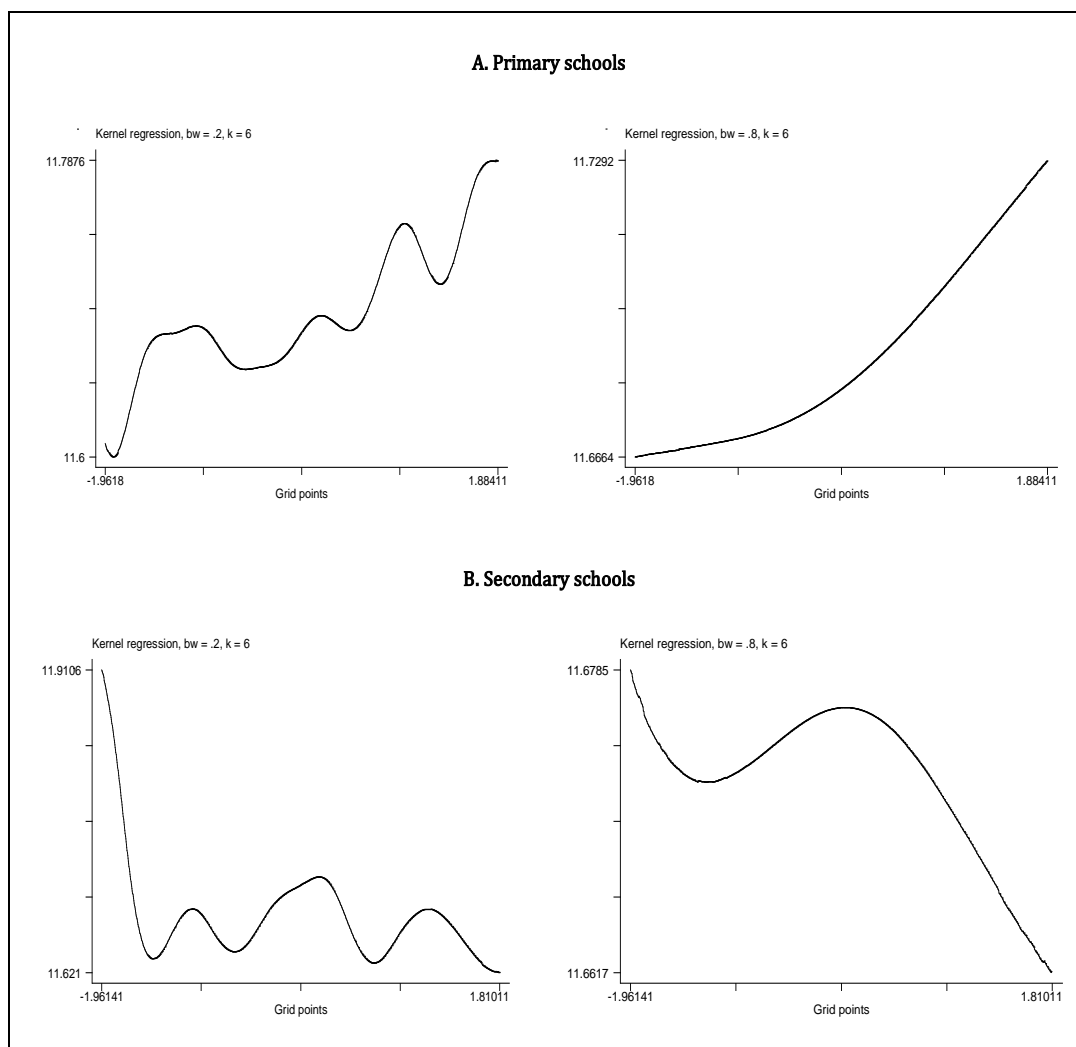 A. Primary schools
Kernel regression, bw = .2, k = 6
11.7876
11.6
-1.9618
1.88411
Grid points
Kernel regression, bw = .8, k = 6
11.7292
11.6664
-1.9618
1.88411
Grid points
B. Secondary schools
Kernel regression, bw = .2, k = 6
11.9106
11.621
-1.96141
1.81011
Grid points
Kernel regression, bw = .8, k = 6
11.6785
11.6617
-1.96141
1.81011
Grid points